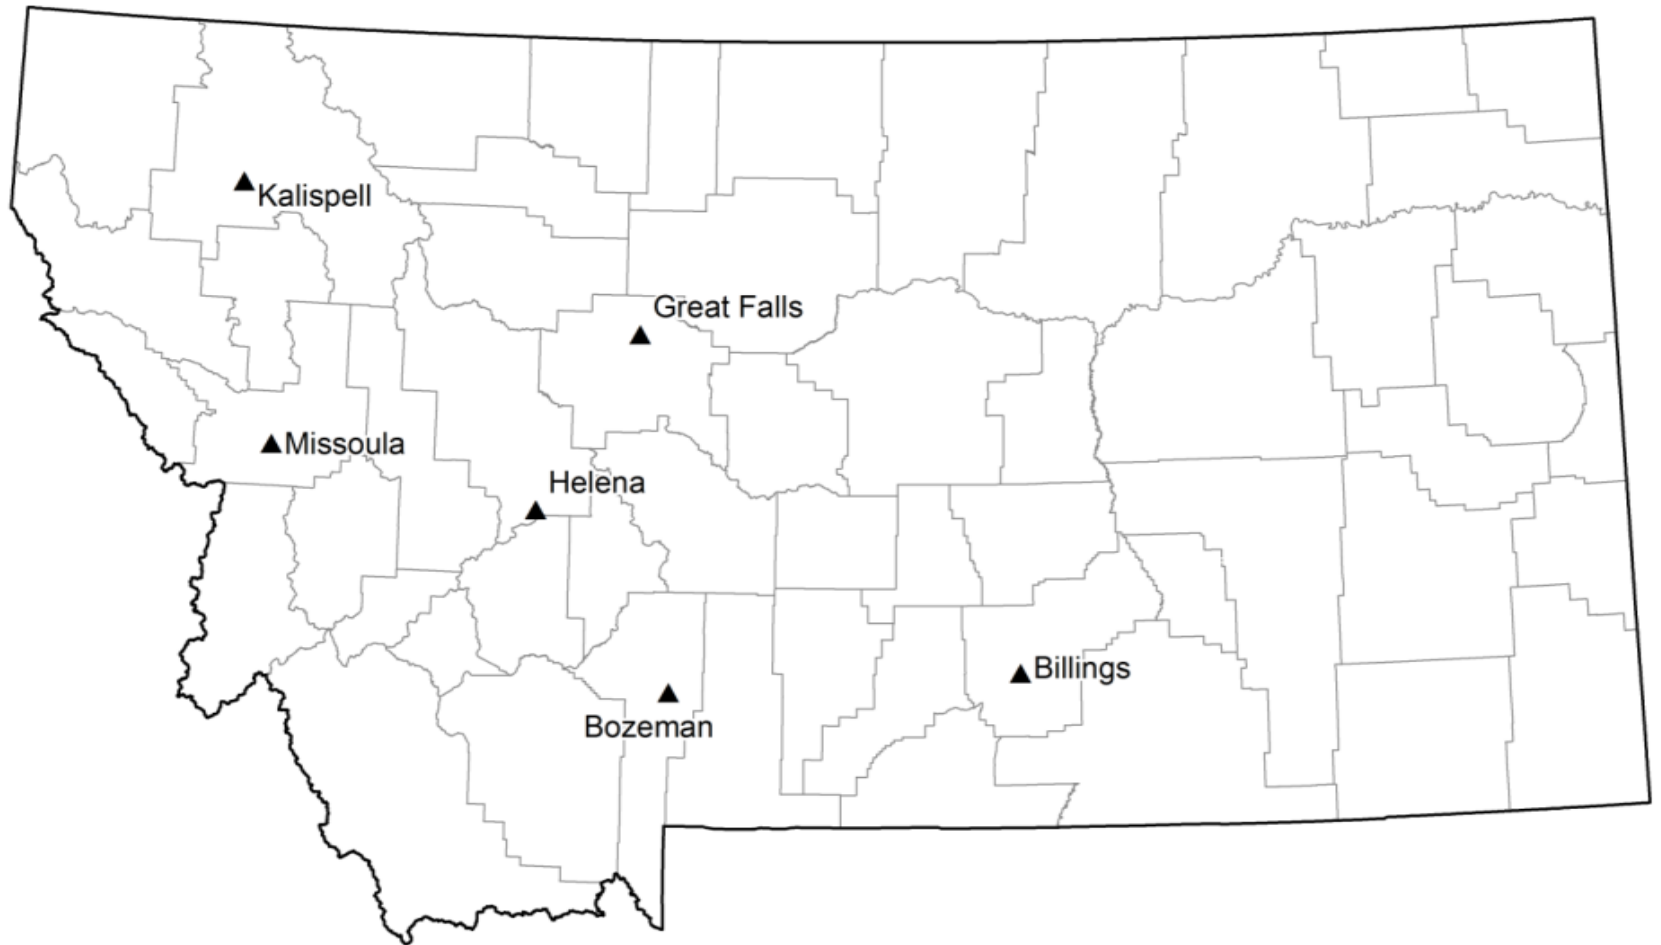 Kalispell
Great Falls
Missoula
Helena
Billings
Bozeman